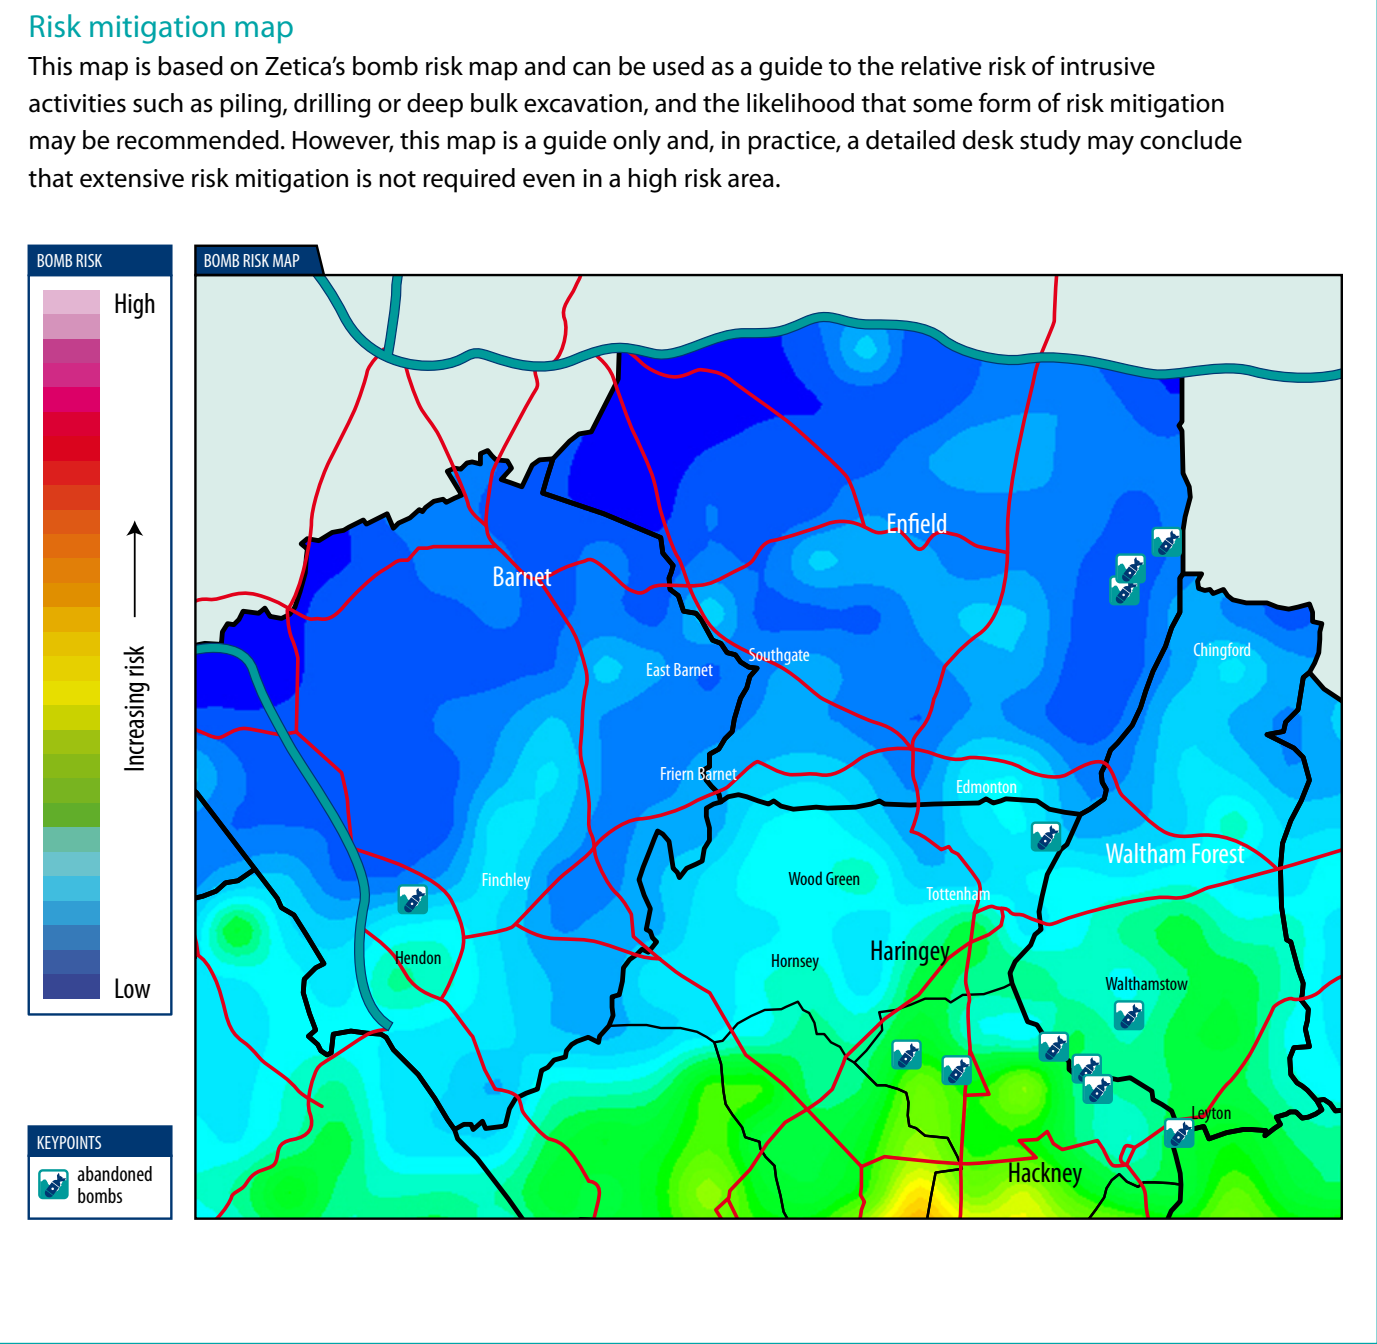 Risk mitigation map
This map is based on Zetica’s bomb risk map and can be used as a guide to the relative risk of intrusive
activities such as piling, drilling or deep bulk excavation, and the likelihood that some form of risk mitigation
may be recommended. However, this map is a guide only and, in practice, a detailed desk study may conclude
that extensive risk mitigation is not required even in a high risk area.
BOMB RISK
High
Increasing risk
Low
BOMB RISK MAP
Enfield
Barnet
Chingford
Southgate
East Barnet
Friern Barnet
Edmonton
Waltham Forest
Wood Green
Finchley
Tottenham
Haringey
Hendon
Hornsey
Walthamstow
Leyton
Hackney
KEYPOINTS
abandoned
bombs